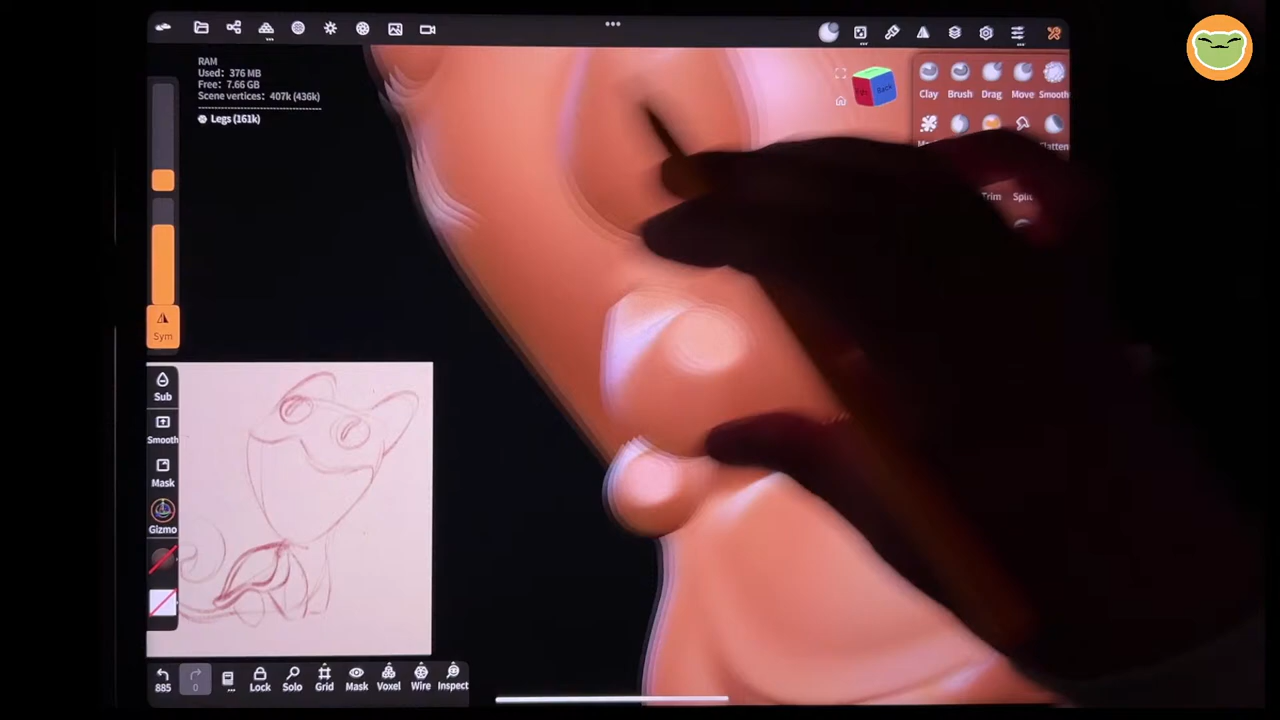 RAM
Used: 376 MB
Free: 7.66 GB
Scene vertices: 407k (436k)
Legs (161k)
Clay Brush Drag Move Smooth
Trim Split
Back
Sym
Sub
Smooth
Mask
Gizmo
885 0 Lock Solo Grid Mask Voxel Wire Inspect